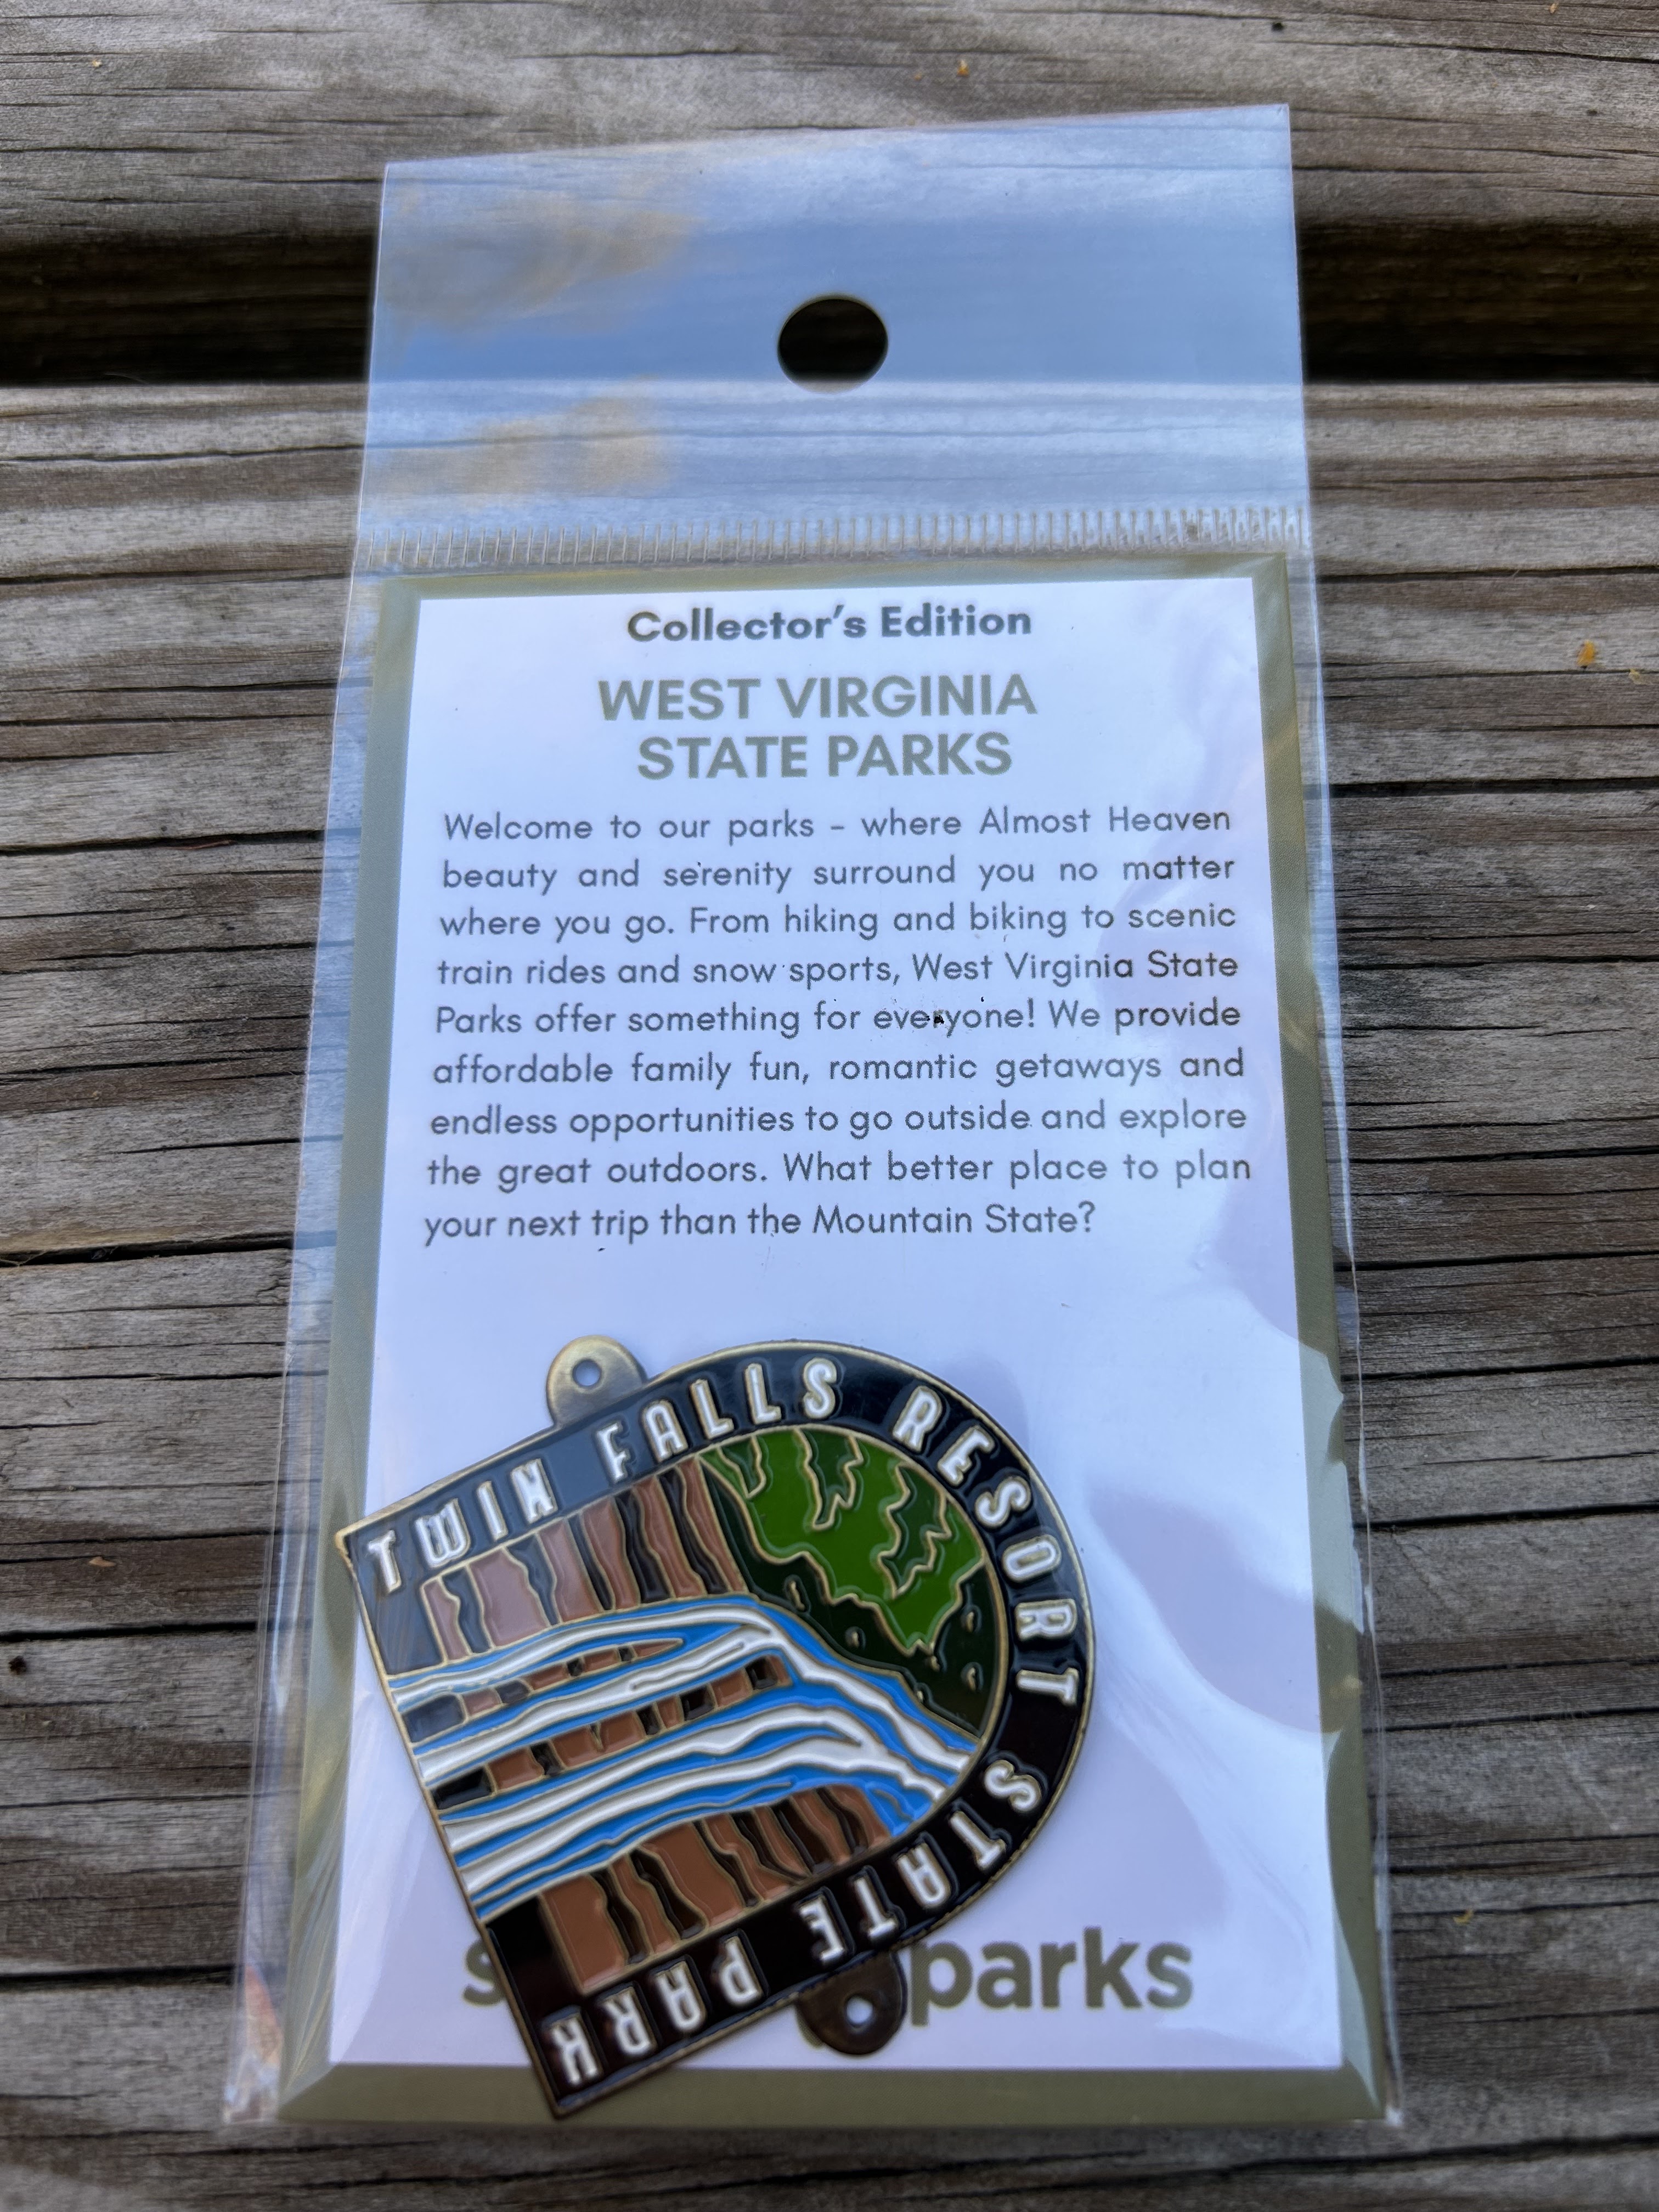 Collector's Edition
WEST VIRGINIA
STATE PARKS
Welcome to our parks – where Almost Heaven
beauty and serenity surround you no matter
where you go. From hiking and biking to scenic
train rides and snow sports, West Virginia State
Parks offer something for everyone! We provide
affordable family fun, romantic getaways and
endless opportunities to go outside and explore
the great outdoors. What better place to plan
your next trip than the Mountain State?
TWIN FALLS RESORT STATE PARK
parks